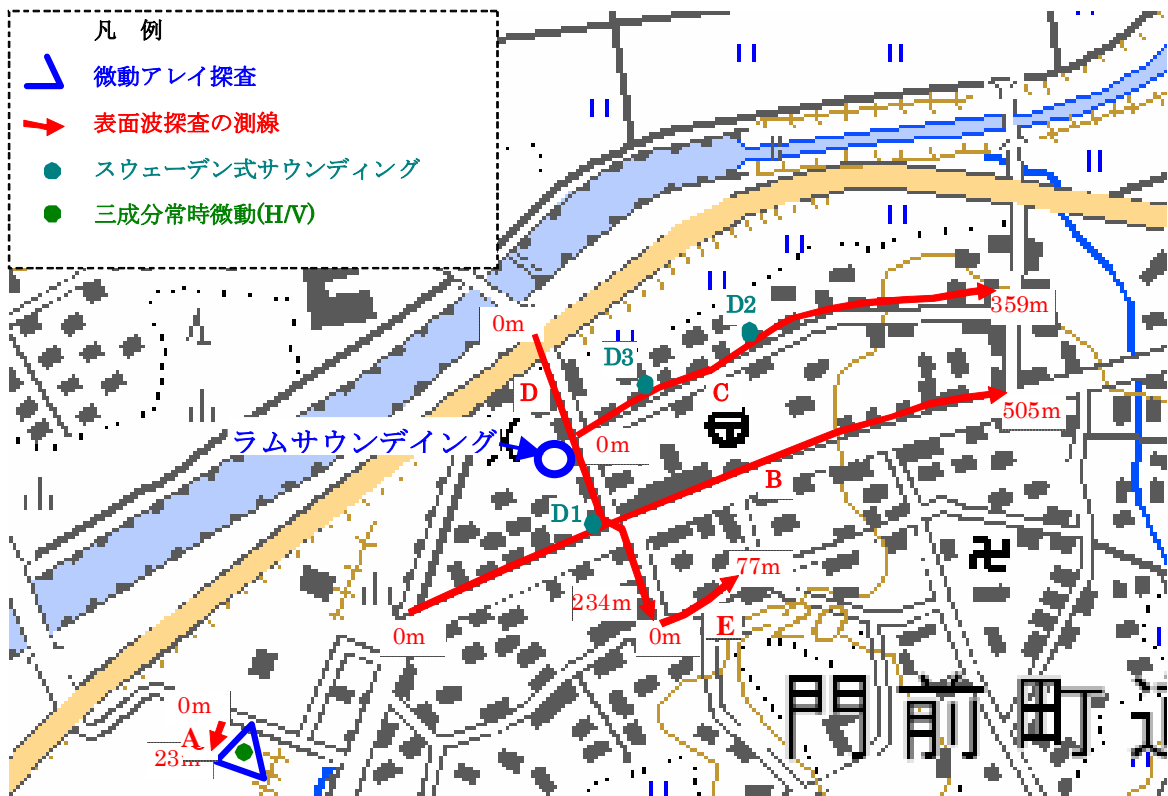 凡 例
微動アレイ探査
表面波探査の測線
スウェーデン式サウンディング
三成分常時微動(H/V)
0m
359m
D2
D3
D
C
505m
ラムサウンデイング
0m
B
D1
77m
234m
0m
0m
E
20
門前町道
0m
A
23m